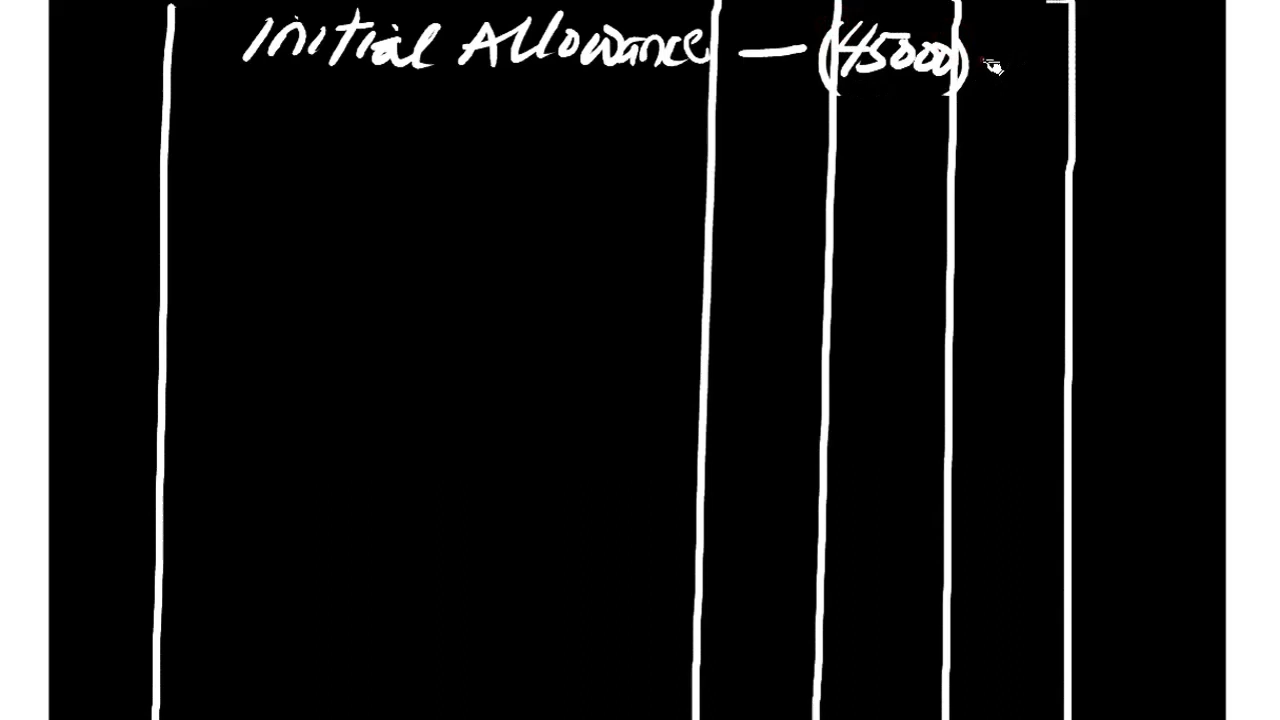 Initial Allowance — (45000)